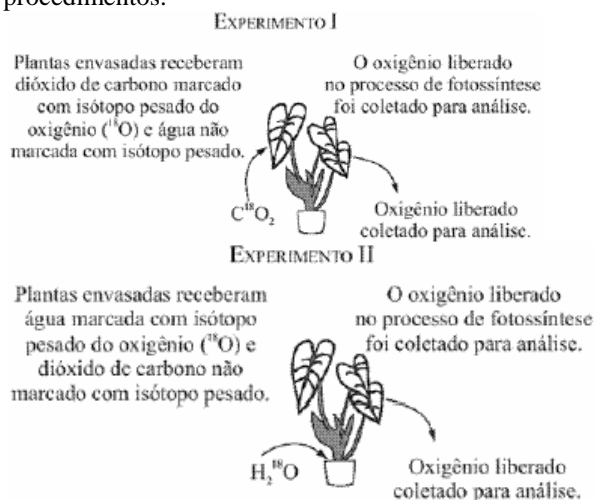 procedimentos.
EXPERIMENTO I
Plantas envasadas receberam
dióxido de carbono marcado
com isótopo pesado do
oxigênio (¹⁸O) e água não
marcada com isótopo pesado.
O oxigênio liberado
no processo de fotossíntese
foi coletado para análise.
C¹⁸O₂
Oxigênio liberado
coletado para análise.
EXPERIMENTO II
Plantas envasadas receberam
água marcada com isótopo
pesado do oxigênio (¹⁸O) e
dióxido de carbono não
marcado com isótopo pesado.
O oxigênio liberado
no processo de fotossíntese
foi coletado para análise.
H₂¹⁸O
Oxigênio liberado
coletado para análise.